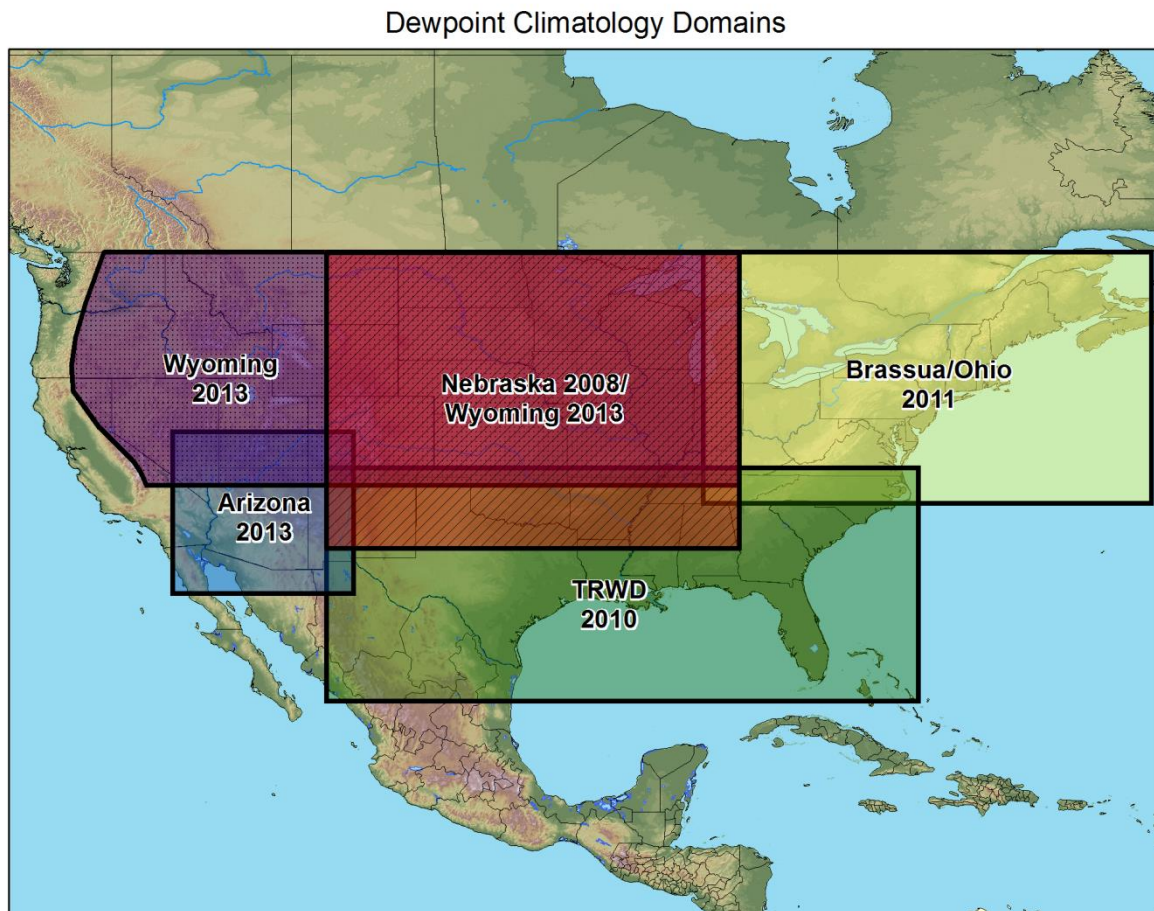 Dewpoint Climatology Domains
Wyoming
2013
Nebraska 2008/
Wyoming 2013
Brassua/Ohio
2011
Arizona
2013
TRWD
2010